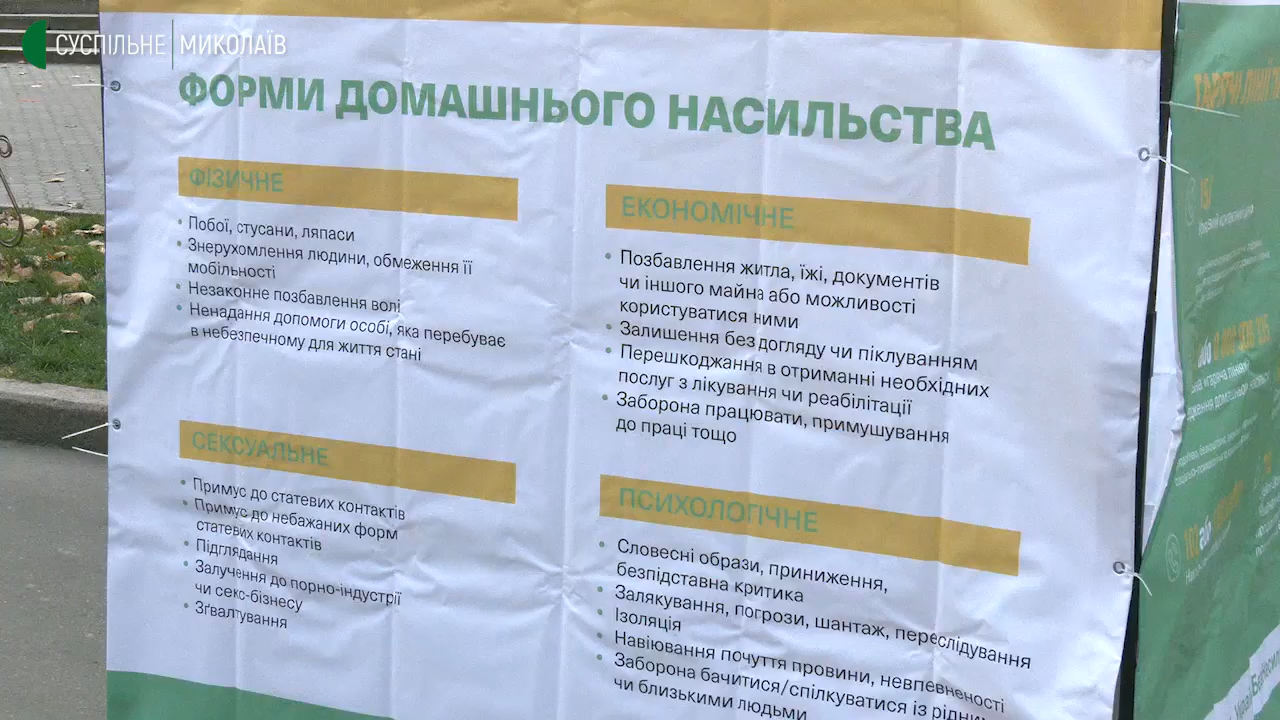 СУСПІЛЬНЕ | МИКОЛАЇВ
ФОРМИ ДОМАШНЬОГО НАСИЛЬСТВА
ФІЗИЧНЕ
• Побої, стусани, ляпаси
• Знерухомлення людини, обмеження її
мобільності
• Незаконне позбавлення волі
• Ненадання допомоги особі, яка перебуває
в небезпечному для життя стані
СЕКСУАЛЬНЕ
• Примус до статевих контактів
• Примус до небажаних форм
статевих контактів
• Підглядання
• Залучення до порно-індустрії
чи секс-бізнесу
• Зґвалтування
ЕКОНОМІЧНЕ
• Позбавлення житла, їжі, документів
чи іншого майна або можливості
користуватися ними
• Залишення без догляду чи піклуванням
• Перешкоджання в отриманні необхідних
послуг з лікування чи реабілітації
• Заборона працювати, примушування
до праці тощо
ПСИХОЛОГІЧНЕ
• Словесні образи, приниження,
безпідставна критика
• Залякування, погрози, шантаж, переслідування
• Ізоляція
• Навіювання почуття провини, невпевненості
• Заборона бачитися/спілкуватися із рідними
чи близькими людьми